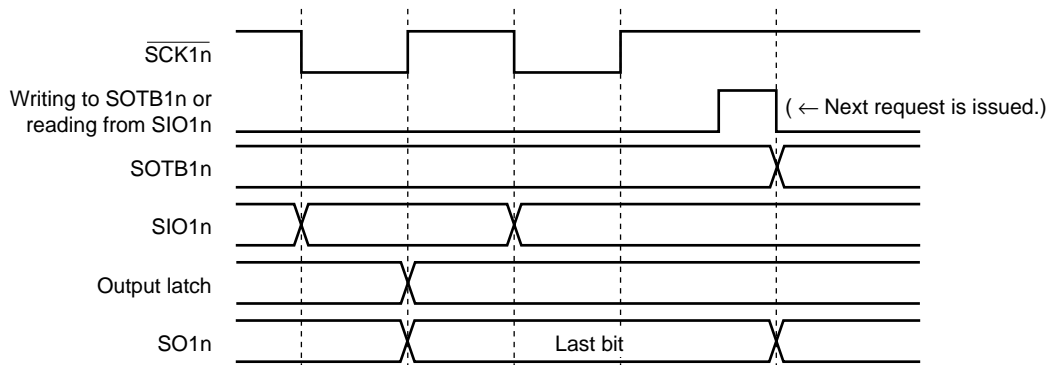 SCK1n
Writing to SOTB1n or
reading from SIO1n
( ← Next request is issued.)
SOTB1n
SIO1n
Output latch
SO1n
Last bit